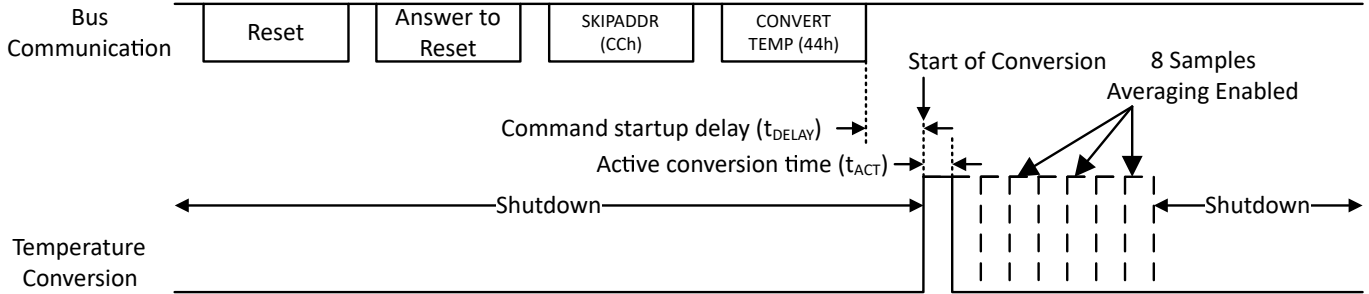 Bus
Communication
Reset
Answer to
Reset
SKIPADDR
(CCh)
CONVERT
TEMP (44h)
Start of Conversion
8 Samples
Averaging Enabled
Command startup delay (tDELAY)
Active conversion time (tACT)
Shutdown
Shutdown
Temperature
Conversion